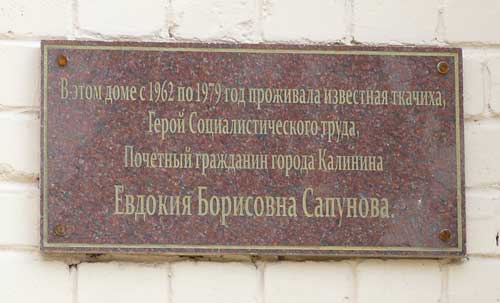 В этом доме с 1962 по 1979 год проживала известная ткачиха,
Герой Социалистического труда,
Почетный гражданин города Калинина
Евдокия Борисовна Сапунова.